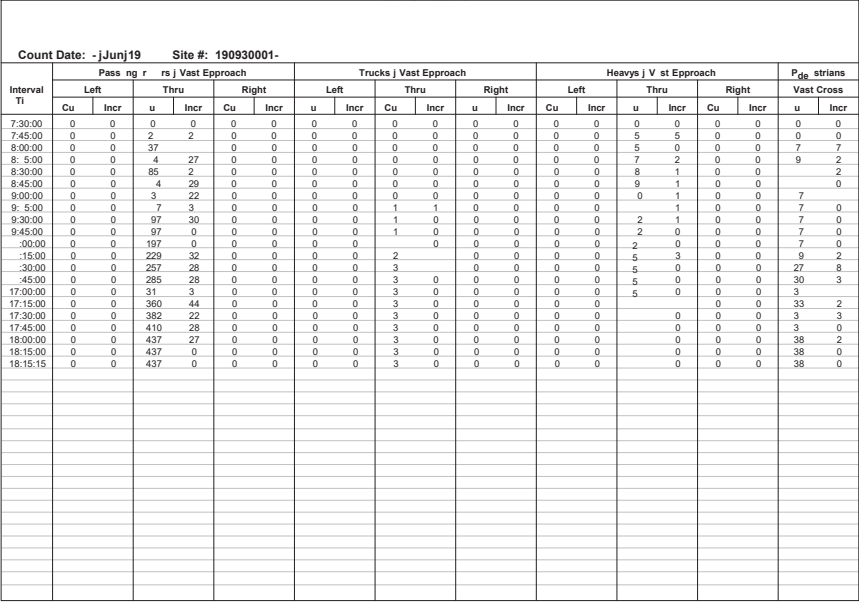 Count Date: - jJunj19 Site #: 190930001-
Pass ng r rs j Vast Epproach Trucks j Vast Epproach Heavys j V st Epproach Pde strians
Interval Left Thru Right Left Thru Right Left Thru Right Vast Cross
Ti Cu Incr u Incr Cu Incr u Incr Cu Incr u Incr Cu Incr u Incr Cu Incr u Incr
7:30:00 0 0 0 0 0 0 0 0 0 0 0 0 0 0 0 0 0 0 0 0
7:45:00 0 0 2 2 0 0 0 0 0 0 0 0 0 0 5 5 0 0 0 0
8:00:00 0 0 37 0 0 0 0 0 0 0 0 0 0 5 0 0 0 7 7
8: 5:00 0 0 4 27 0 0 0 0 0 0 0 0 0 0 7 2 0 0 9 2
8:30:00 0 0 85 2 0 0 0 0 0 0 0 0 0 0 8 1 0 0 2
8:45:00 0 0 4 29 0 0 0 0 0 0 0 0 0 0 9 1 0 0 0
9:00:00 0 0 3 22 0 0 0 0 0 0 0 0 0 0 0 1 0 0 7
9: 5:00 0 0 7 3 0 0 0 0 1 1 0 0 0 0 1 0 0 7 0
9:30:00 0 0 97 30 0 0 0 0 1 0 0 0 0 0 2 1 0 0 7 0
9:45:00 0 0 97 0 0 0 0 0 1 0 0 0 0 0 2 0 0 0 7 0
:00:00 0 0 197 0 0 0 0 0 0 0 0 0 0 2 0 0 0 7 0
:15:00 0 0 229 32 0 0 0 0 2 0 0 0 0 5 3 0 0 9 2
:30:00 0 0 257 28 0 0 0 0 3 0 0 0 0 5 0 0 0 27 8
:45:00 0 0 285 28 0 0 0 0 3 0 0 0 0 0 5 0 0 0 30 3
17:00:00 0 0 31 3 0 0 0 0 3 0 0 0 0 0 5 0 0 0 3
17:15:00 0 0 360 44 0 0 0 0 3 0 0 0 0 0 0 0 33 2
17:30:00 0 0 382 22 0 0 0 0 3 0 0 0 0 0 0 0 0 3 3
17:45:00 0 0 410 28 0 0 0 0 3 0 0 0 0 0 0 0 0 3 0
18:00:00 0 0 437 27 0 0 0 0 3 0 0 0 0 0 0 0 0 38 2
18:15:00 0 0 437 0 0 0 0 0 3 0 0 0 0 0 0 0 0 38 0
18:15:15 0 0 437 0 0 0 0 0 3 0 0 0 0 0 0 0 0 38 0